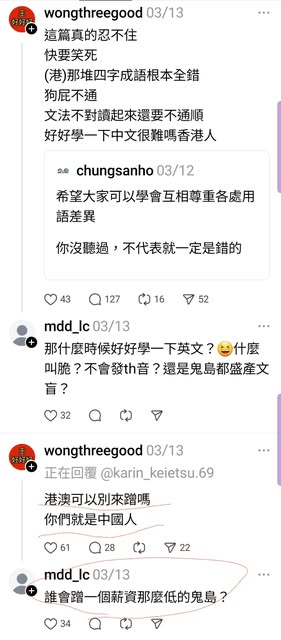 wongthreegood 03/13
這篇真的忍不住
快要笑死
(港)那堆四字成語根本全錯
狗屁不通
文法不對讀起來還要不通順
好好學一下中文很難嗎香港人
chungsanho 03/12
希望大家可以學會互相尊重各處用
語差異
你沒聽過，不代表就一定是錯的
43 127 16 52
mdd_lc 03/13
那什麼時候好好學一下英文？😆什麼
叫脆？不會發th音？還是鬼島都盛產文
盲？
32
wongthreegood 03/13
正在回覆 @karin_keietsu.69
港澳可以別來蹭嗎
你們就是中國人
61 28 22
mdd_lc 03/13
誰會蹭一個薪資那麼低的鬼島？
34